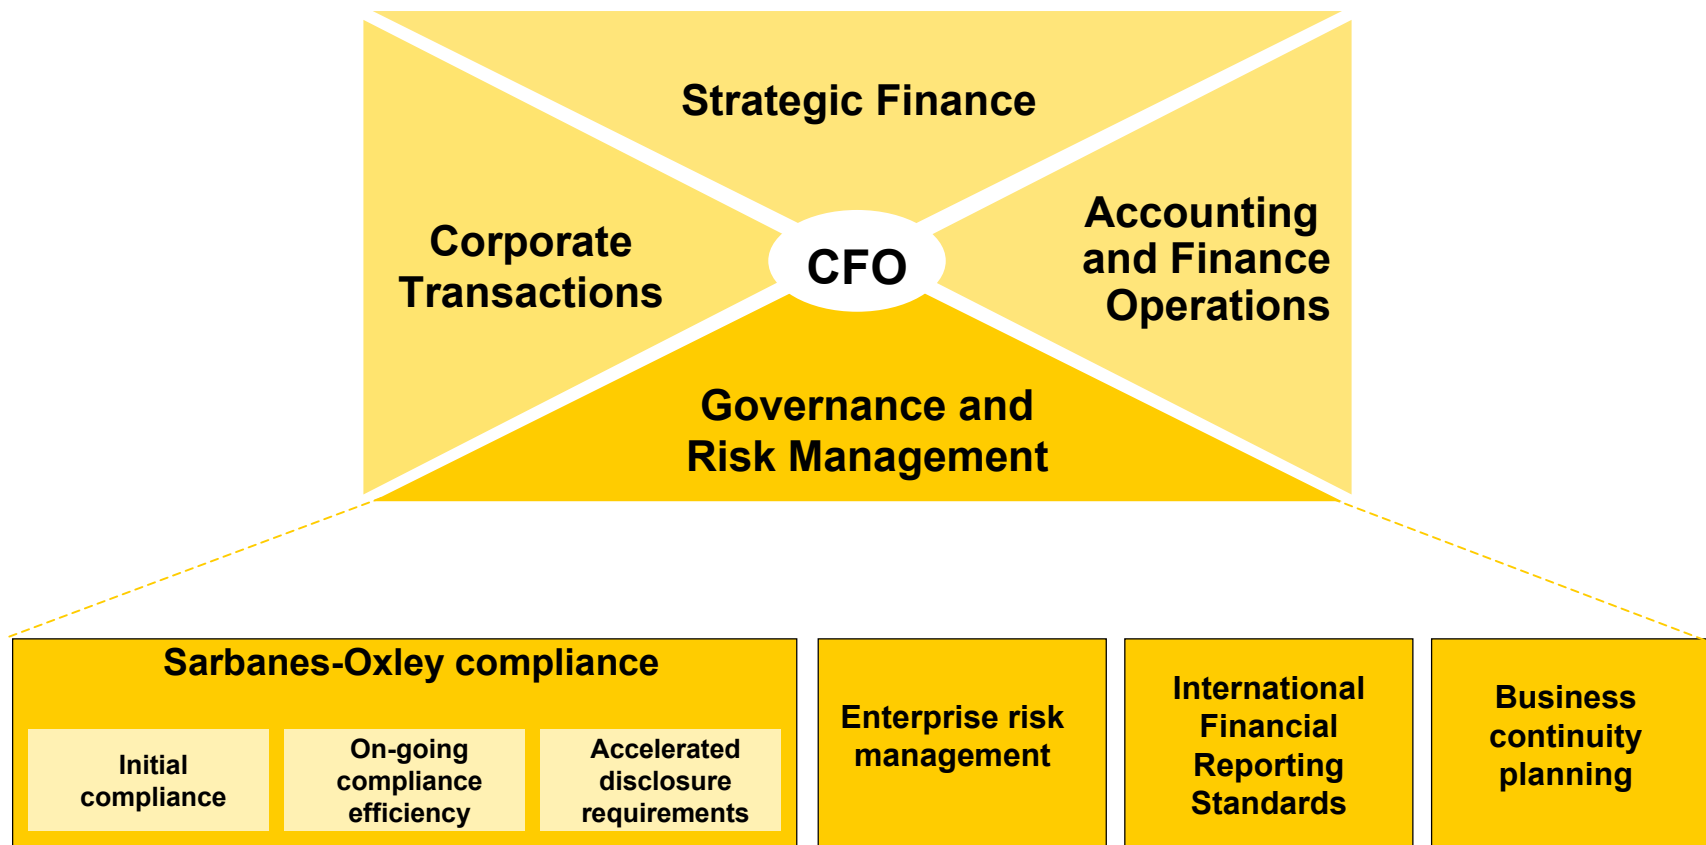 Strategic Finance
Corporate
Transactions
CFO
Accounting
and Finance
Operations
Governance and
Risk Management
Sarbanes-Oxley compliance
Initial
compliance
On-going
compliance
efficiency
Accelerated
disclosure
requirements
Enterprise risk
management
International
Financial
Reporting
Standards
Business
continuity
planning